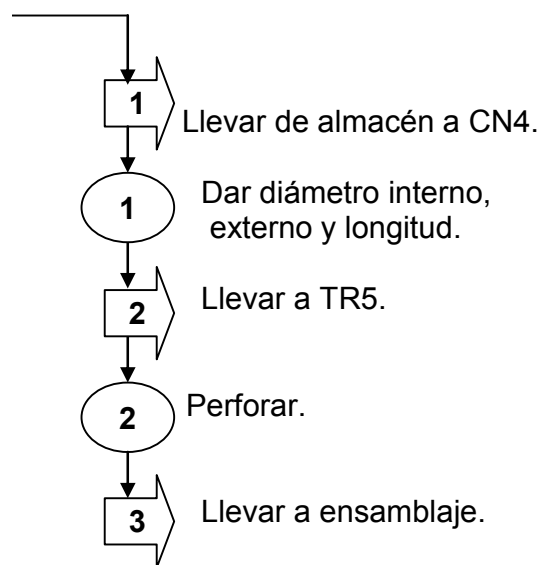 1
Llevar de almacén a CN4.
1
Dar diámetro interno,
externo y longitud.
2
Llevar a TR5.
2
Perforar.
3
Llevar a ensamblaje.